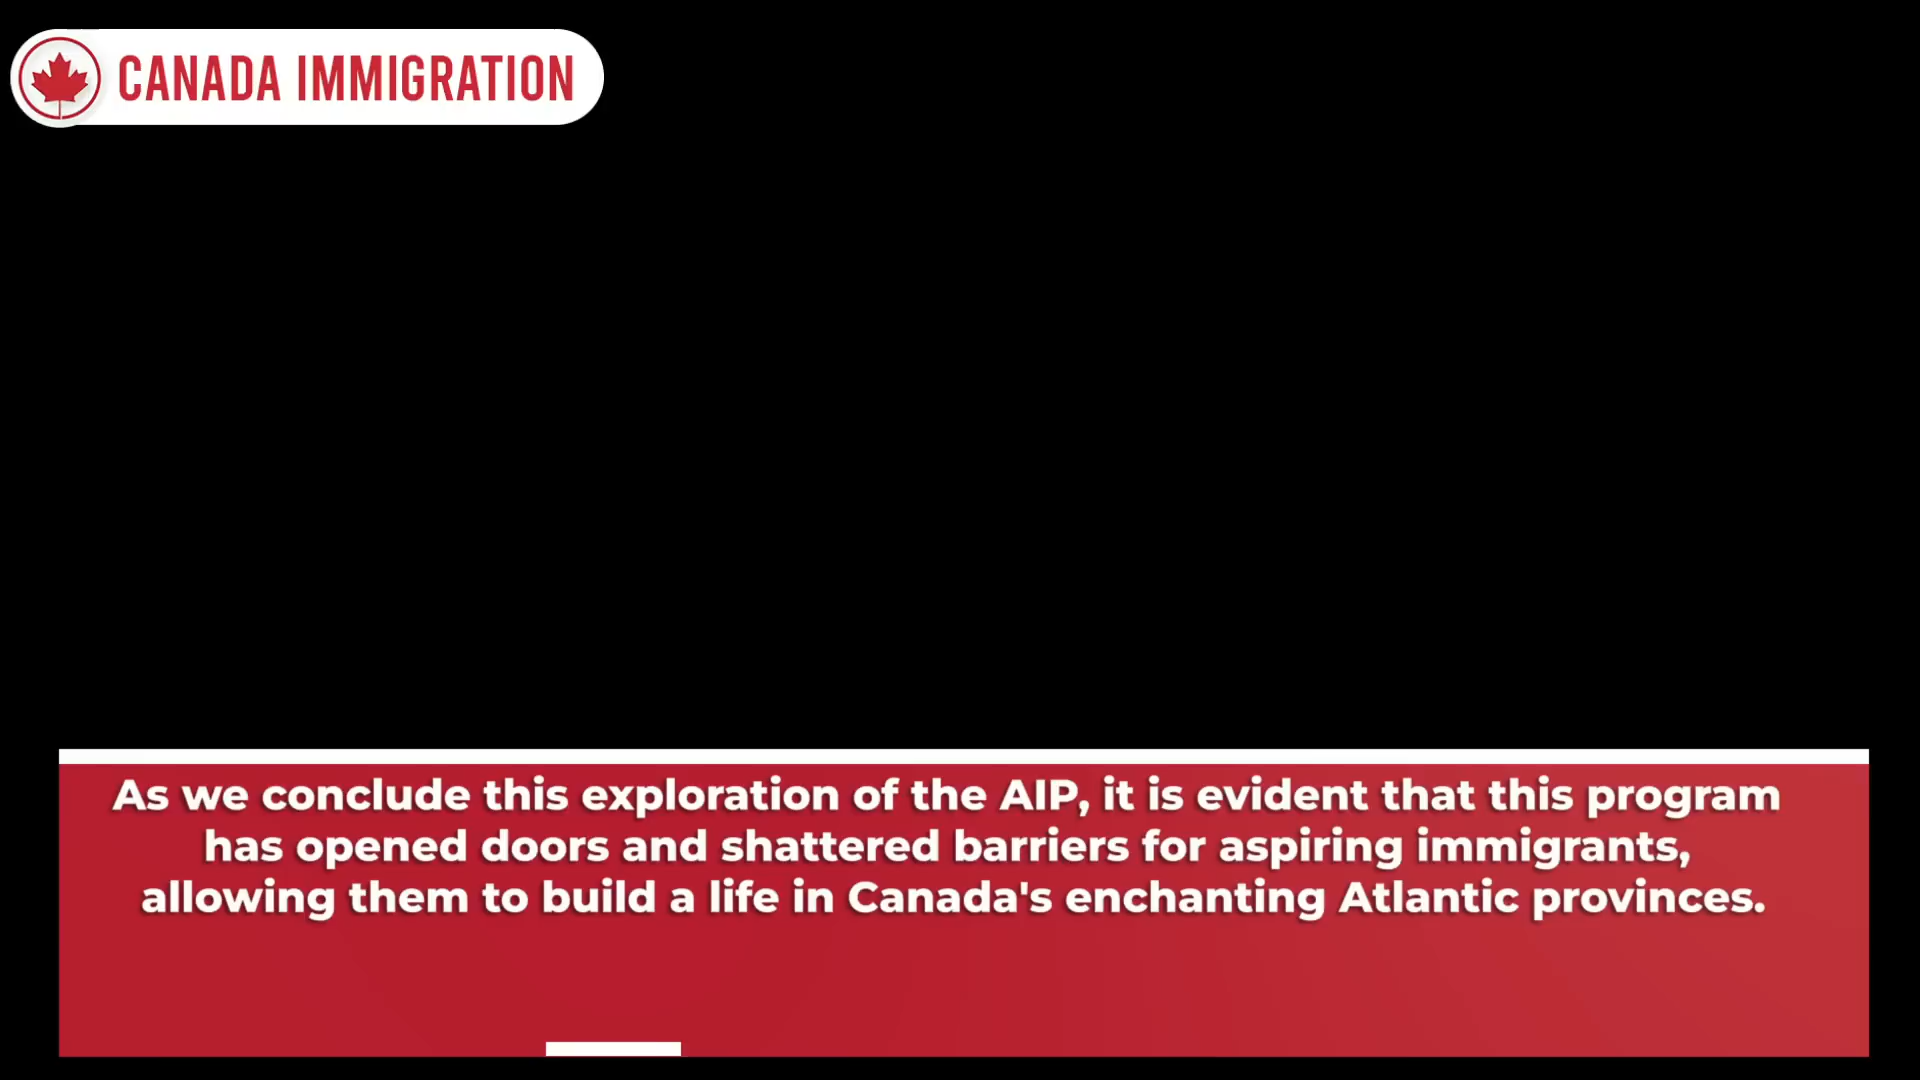 CANADA IMMIGRATION
As we conclude this exploration of the AIP, it is evident that this program
has opened doors and shattered barriers for aspiring immigrants,
allowing them to build a life in Canada's enchanting Atlantic provinces.